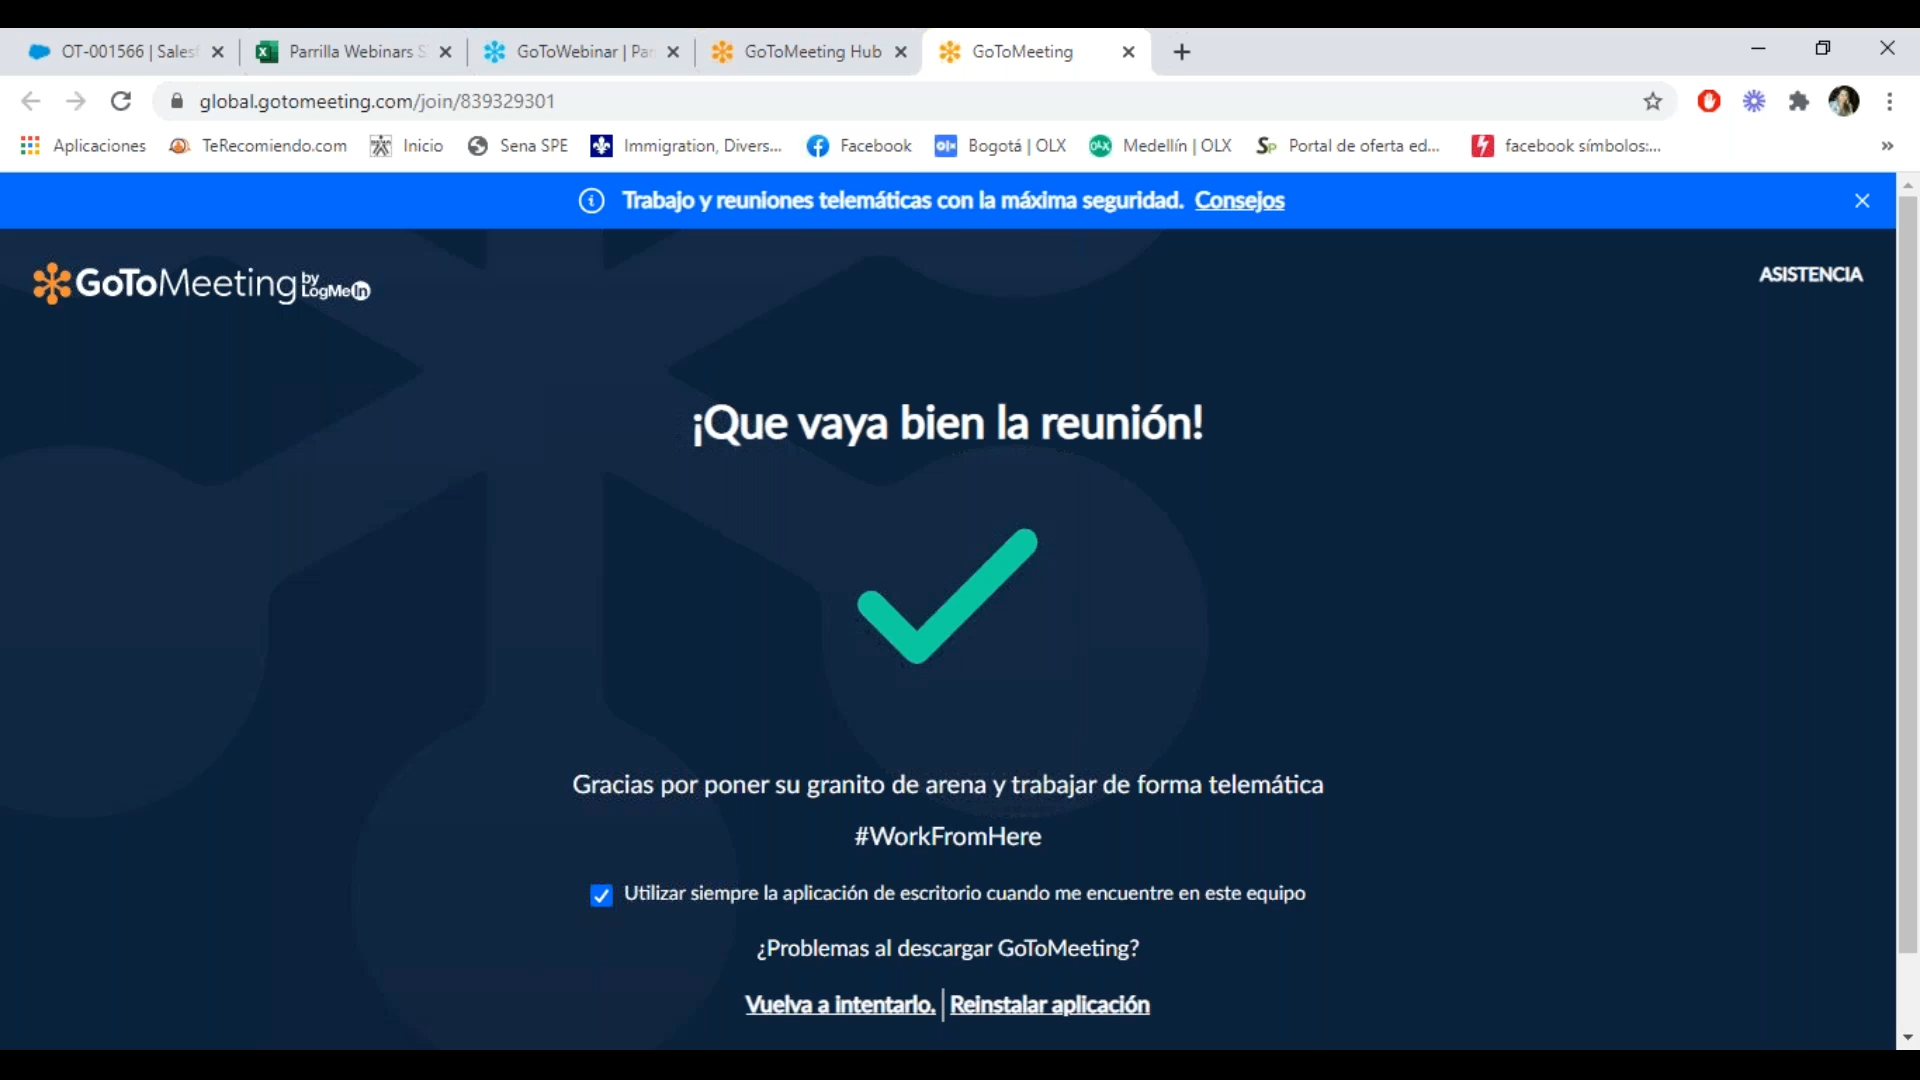 OT-001566 | Salesf
Parrilla Webinars S
GoToWebinar | Par
GoToMeeting Hub
GoToMeeting
global.gotomeeting.com/join/839329301
Aplicaciones
TeRecomiendo.com
Inicio
Sena SPE
Immigration, Divers...
Facebook
Bogotá | OLX
Medellín | OLX
Portal de oferta ed...
facebook símbolos:...
Trabajo y reuniones telemáticas con la máxima seguridad. Consejos
GoToMeeting by LogMeIn
ASISTENCIA
¡Que vaya bien la reunión!
Gracias por poner su granito de arena y trabajar de forma telemática
#WorkFromHere
Utilizar siempre la aplicación de escritorio cuando me encuentre en este equipo
¿Problemas al descargar GoToMeeting?
Vuelva a intentarlo. | Reinstalar aplicación